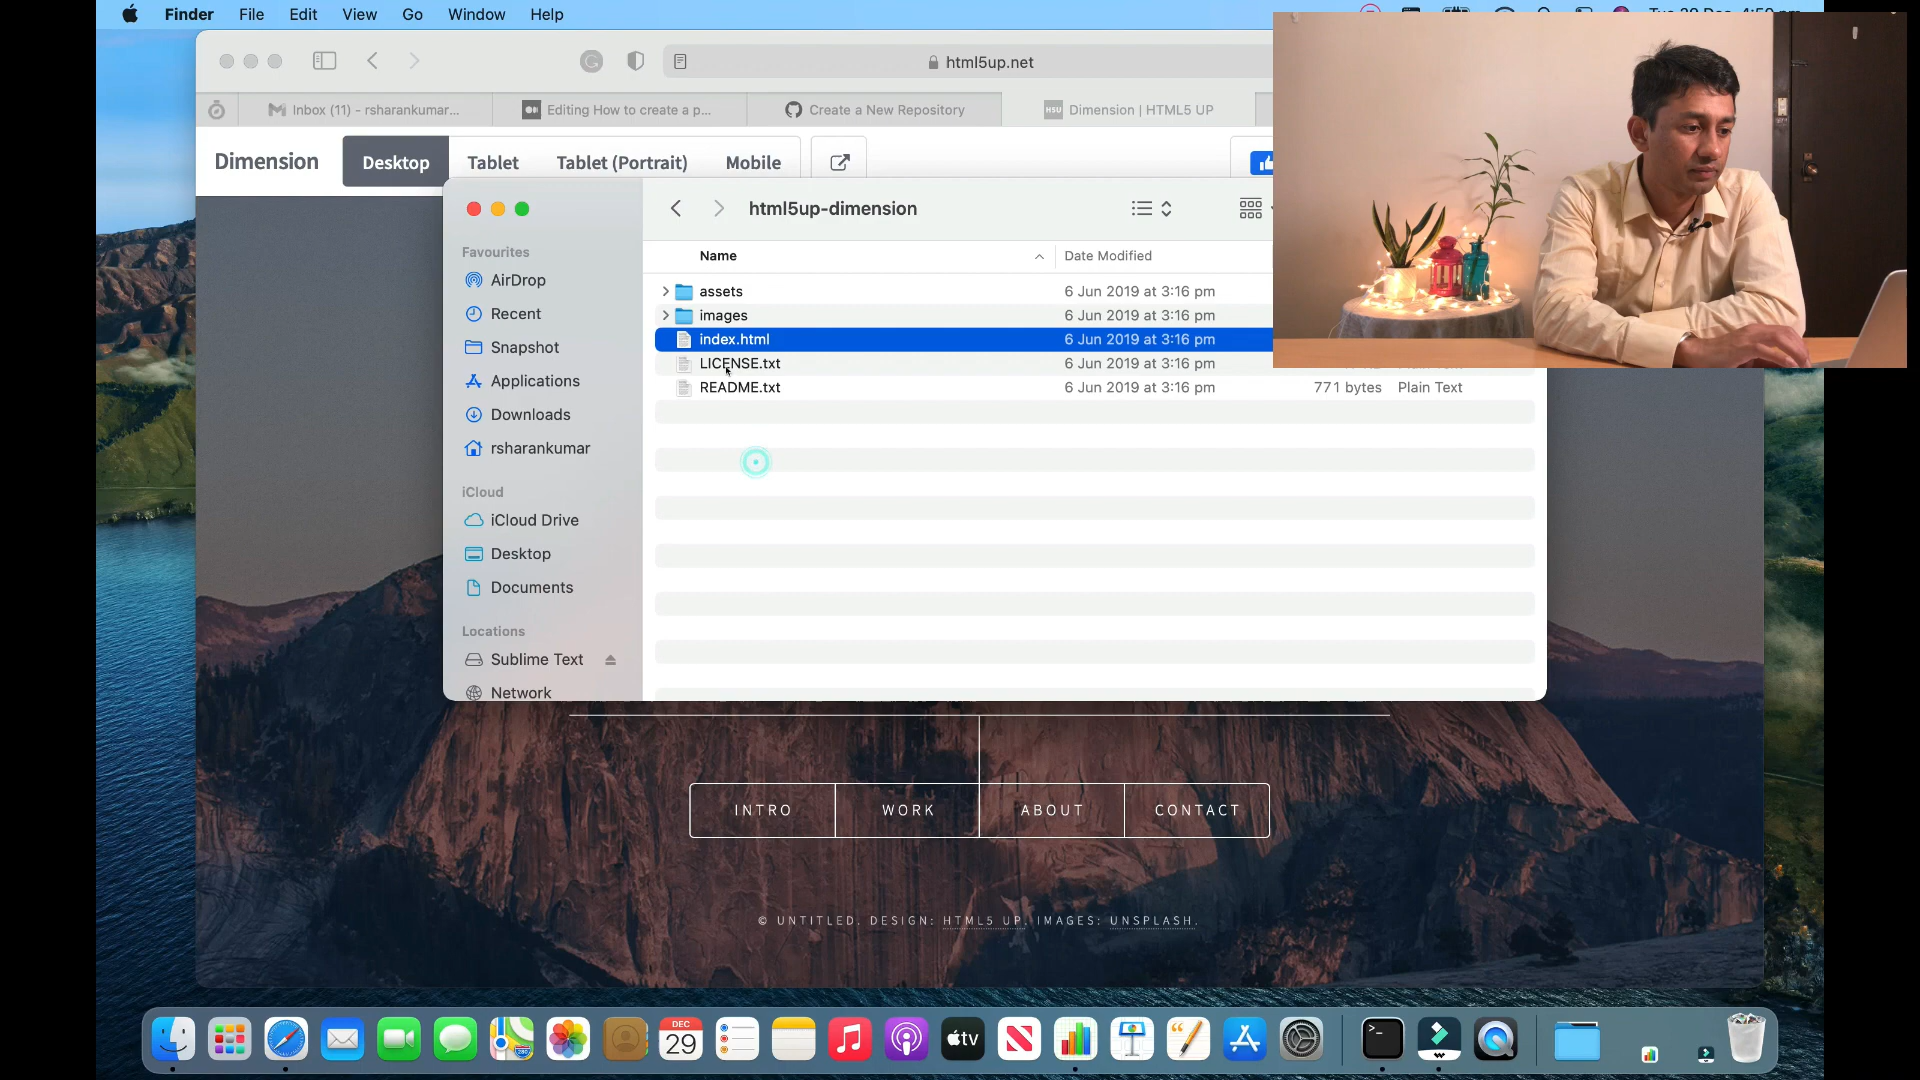 Finder File Edit View Go Window Help
html5up.net
Inbox (11) - rsharankumar...
Editing How to create a p...
Create a New Repository
Dimension | HTML5 UP
Dimension
Desktop
Tablet
Tablet (Portrait)
Mobile
html5up-dimension
Name
Date Modified
Favourites
AirDrop
Recent
Snapshot
Applications
Downloads
rsharankumar
iCloud
iCloud Drive
Desktop
Documents
Locations
Sublime Text
Network
assets 6 Jun 2019 at 3:16 pm
images 6 Jun 2019 at 3:16 pm
index.html 6 Jun 2019 at 3:16 pm
LICENSE.txt 6 Jun 2019 at 3:16 pm
README.txt 6 Jun 2019 at 3:16 pm 771 bytes Plain Text
INTRO
WORK
ABOUT
CONTACT
© UNTITLED. DESIGN: HTML5 UP. IMAGES: UNSPLASH.
DEC
29
tv
280
>_